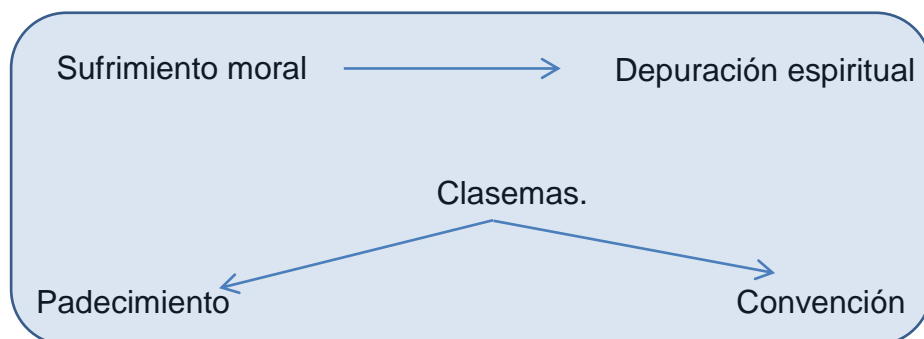 Sufrimiento moral
Depuración espiritual
Clasemas.
Padecimiento
Convención